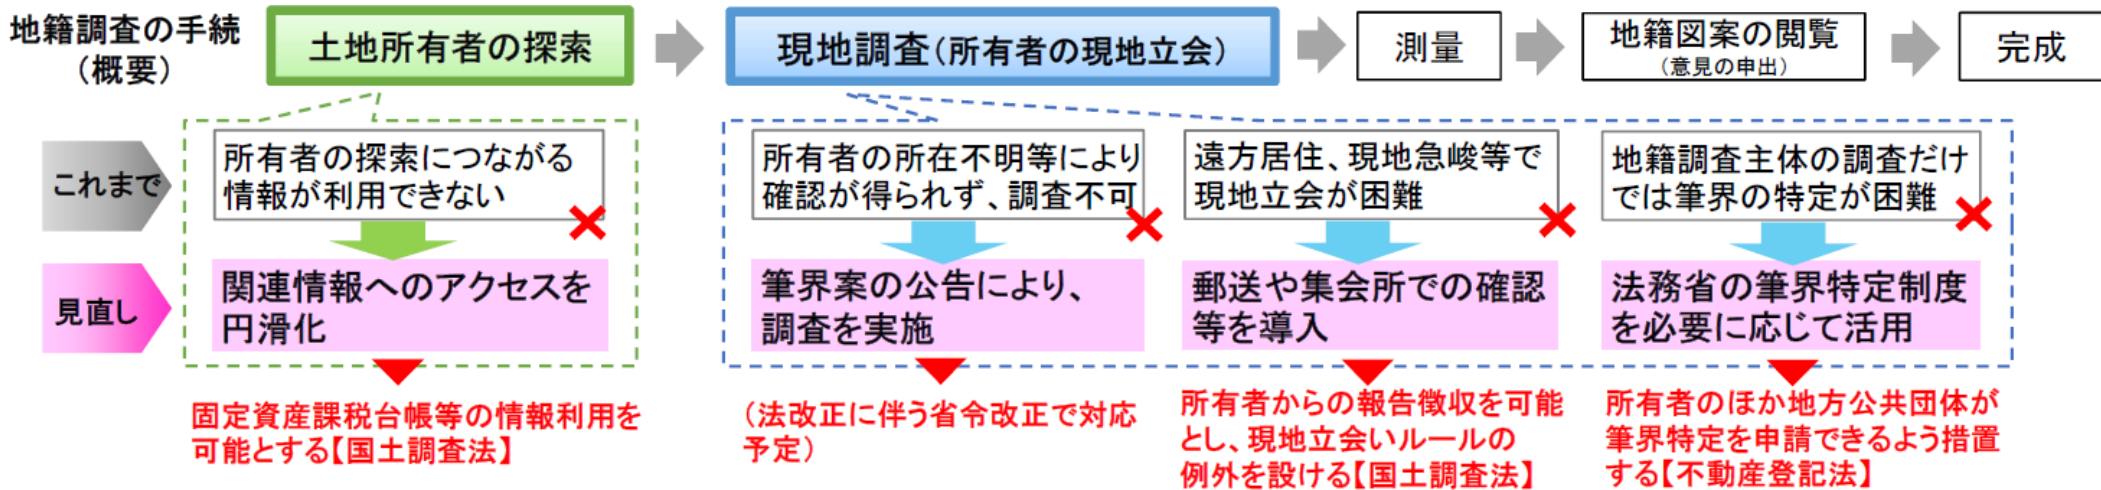 地籍調査の手続
（概要）
土地所有者の探索
現地調査（所有者の現地立会）
測量
地籍図案の閲覧
（意見の申出）
完成
これまで
所有者の探索につながる
情報が利用できない
所有者の所在不明等により
確認が得られず、調査不可
遠方居住、現地急峻等で
現地立会が困難
地籍調査主体の調査だけ
では筆界の特定が困難
見直し
関連情報へのアクセスを
円滑化
筆界案の公告により、
調査を実施
郵送や集会所での確認
等を導入
法務省の筆界特定制度
を必要に応じて活用
固定資産課税台帳等の情報利用を
可能とする【国土調査法】
（法改正に伴う省令改正で対応
予定）
所有者からの報告徴収を可能
とし、現地立会いルールの
例外を設ける【国土調査法】
所有者のほか地方公共団体が
筆界特定を申請できるよう措置
する【不動産登記法】